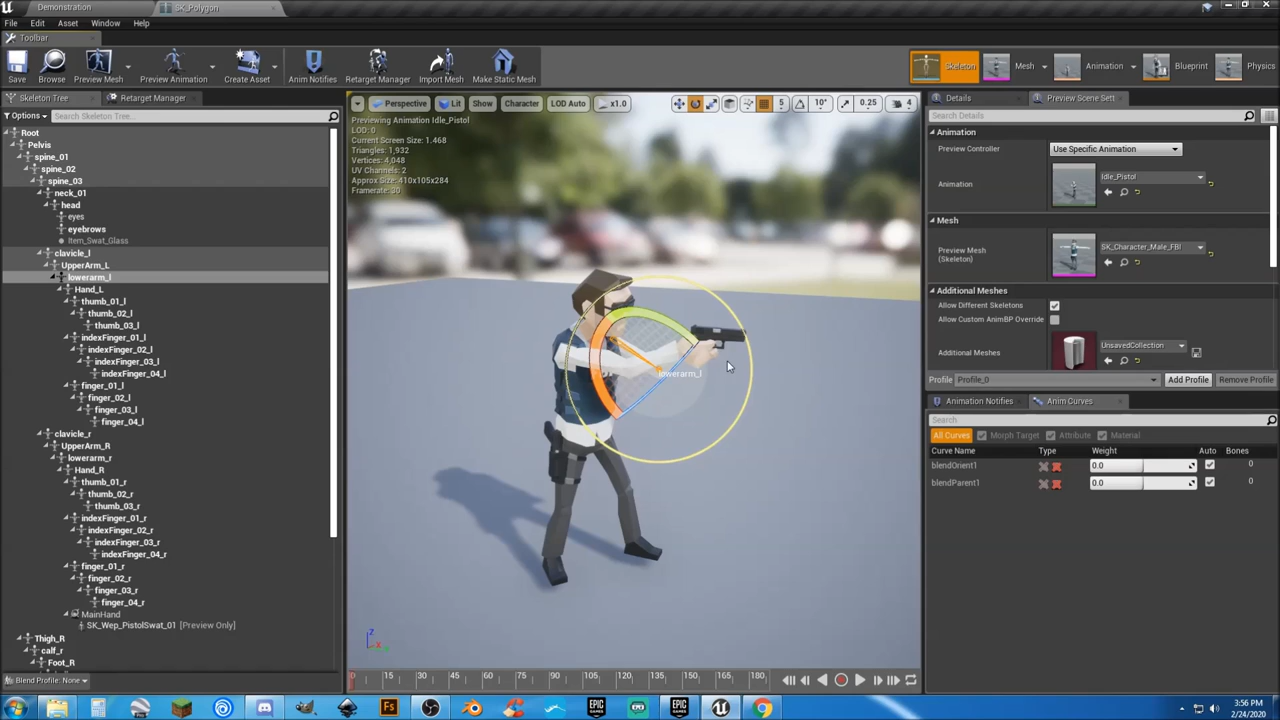 Demonstration
SK_Polygon
File Edit Asset Window Help
Toolbar
Save
Browse
Preview Mesh
Preview Animation
Create Asset
Anim Notifies
Retarget Manager
Import Mesh
Make Static Mesh
Skeleton
Mesh
Animation
Blueprint
Physics
Skeleton Tree
Retarget Manager
Options
Search Skeleton Tree...
Root
Pelvis
spine_01
spine_02
spine_03
neck_01
head
eyes
eyebrows
Item_Swat_Glass
clavicle_l
UpperArm_L
lowerarm_l
Hand_L
thumb_01_l
thumb_02_l
thumb_03_l
indexFinger_01_l
indexFinger_02_l
indexFinger_03_l
indexFinger_04_l
finger_01_l
finger_02_l
finger_03_l
finger_04_l
clavicle_r
UpperArm_R
lowerarm_r
Hand_R
thumb_01_r
thumb_02_r
thumb_03_r
indexFinger_01_r
indexFinger_02_r
indexFinger_03_r
indexFinger_04_r
finger_01_r
finger_02_r
finger_03_r
finger_04_r
MainHand
SK_Wep_PistolSwat_01 [Preview Only]
Thigh_R
calf_r
Foot_R
Blend Profile: None
Perspective Lit Show Character LOD Auto x1.0
5 10° 0.25 4
Previewing Animation Idle_Pistol
LOD: 0
Current Screen Size: 1.468
Triangles: 1,932
Vertices: 4,048
UV Channels: 2
Approx Size: 410x105x284
Framerate: 30
lowerarm_l
Z
X
0 15 30 45 60 75 90 105 120 135 150 165 180
Details
Preview Scene Sett
Search Details
Animation
Preview Controller
Use Specific Animation
Animation
Idle_Pistol
Mesh
Preview Mesh
(Skeleton)
SK_Character_Male_FBI
Additional Meshes
Allow Different Skeletons
Allow Custom AnimBP Override
Additional Meshes
UnsavedCollection
Profile Profile_0
Add Profile
Remove Profile
Animation Notifies
Anim Curves
Search
All Curves Morph Target Attribute Material
Curve Name Type Weight Auto Bones
blendOrient1 0.0 0
blendParent1 0.0 0
Fs
EPIC GAMES
EPIC GAMES
3:56 PM
2/24/2020